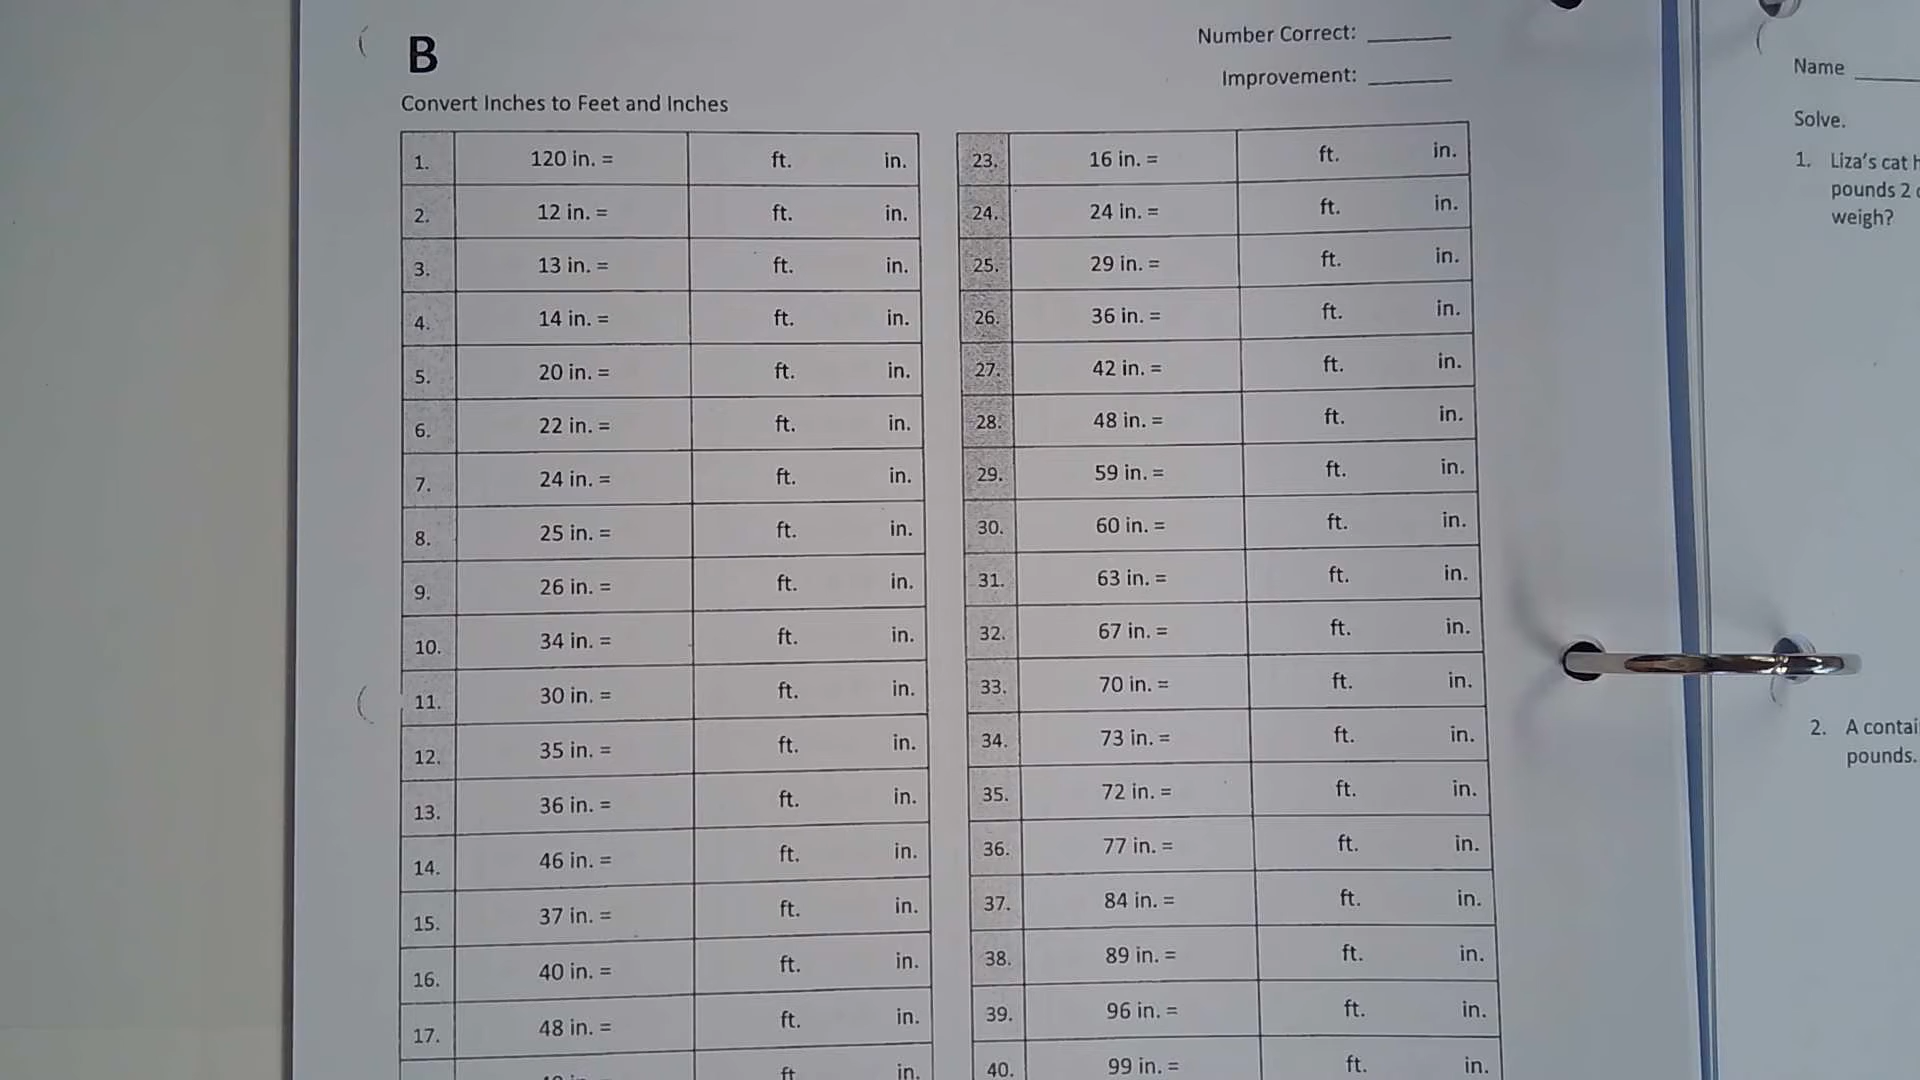 B
Number Correct: ______
Improvement: ______
Convert Inches to Feet and Inches
1. 120 in. = ft. in.
2. 12 in. = ft. in.
3. 13 in. = ft. in.
4. 14 in. = ft. in.
5. 20 in. = ft. in.
6. 22 in. = ft. in.
7. 24 in. = ft. in.
8. 25 in. = ft. in.
9. 26 in. = ft. in.
10. 34 in. = ft. in.
11. 30 in. = ft. in.
12. 35 in. = ft. in.
13. 36 in. = ft. in.
14. 46 in. = ft. in.
15. 37 in. = ft. in.
16. 40 in. = ft. in.
17. 48 in. = ft. in.
ft. in.
23. 16 in. = ft. in.
24. 24 in. = ft. in.
25. 29 in. = ft. in.
26. 36 in. = ft. in.
27. 42 in. = ft. in.
28. 48 in. = ft. in.
29. 59 in. = ft. in.
30. 60 in. = ft. in.
31. 63 in. = ft. in.
32. 67 in. = ft. in.
33. 70 in. = ft. in.
34. 73 in. = ft. in.
35. 72 in. = ft. in.
36. 77 in. = ft. in.
37. 84 in. = ft. in.
38. 89 in. = ft. in.
39. 96 in. = ft. in.
40. 99 in. = ft. in.
Name
Solve.
1. Liza's cat
pounds 2
weigh?
2. A
pounds.